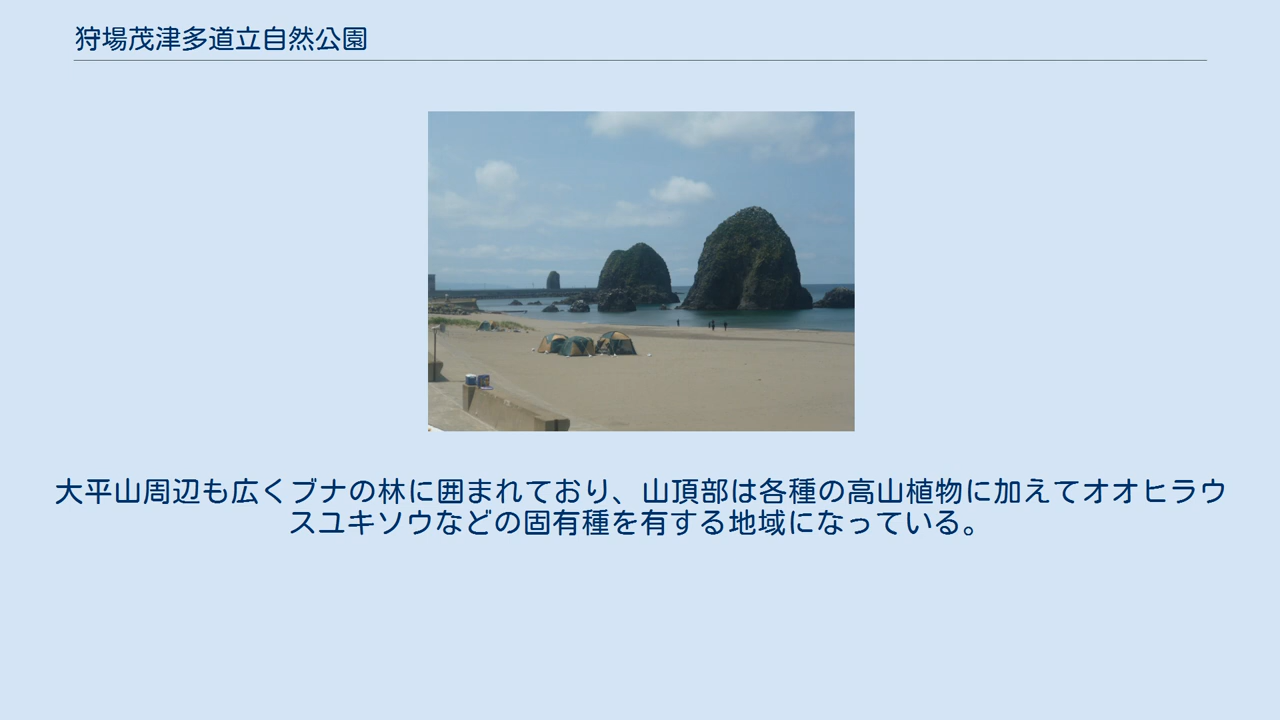 狩場茂津多道立自然公園
大平山周辺も広くブナの林に囲まれており、山頂部は各種の高山植物に加えてオオヒラウ
スユキソウなどの固有種を有する地域になっている。